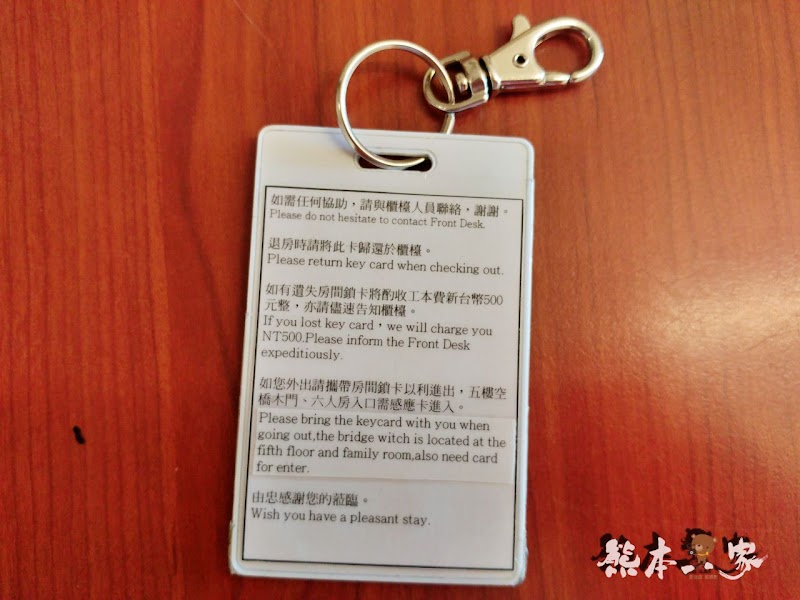 如需任何協助，請與櫃檯人員聯絡，謝謝。
Please do not hesitate to contact Front Desk.
退房時請將此卡歸還於櫃檯。
Please return key card when checking out.
如有遺失房間鎖卡將酌收工本費新台幣500
元整，亦請儘速告知櫃檯。
If you lost key card，we will charge you
NT500.Please inform the Front Desk
expeditiously.
如您外出請攜帶房間鎖卡以利進出，五樓空
橋木門、六人房入口需感應卡進入。
Please bring the keycard with you when
going out,the bridge witch is located at the
fifth floor and family room,also need card
for enter.
由忠感謝您的蒞臨。
Wish you have a pleasant stay.
熊本一家